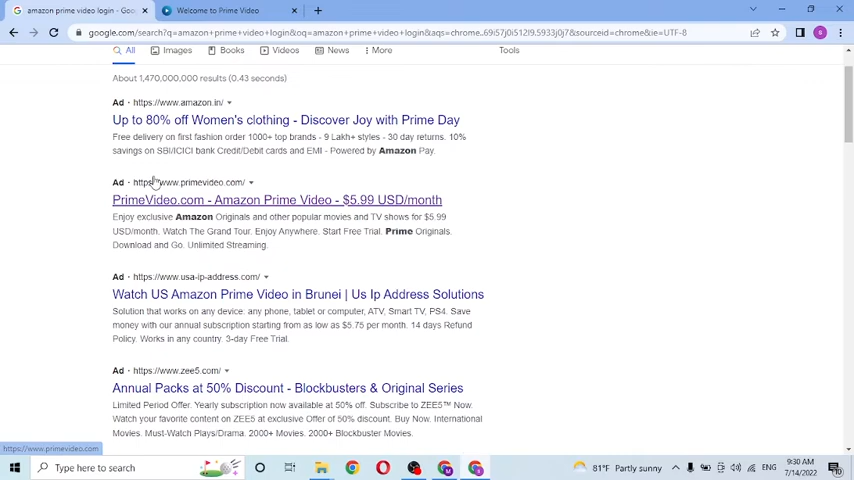 amazon prime video login - Goo
Welcome to Prime Video
google.com/search?q=amazon+prime+video+login&oq=amazon+prime+video+login&aqs=chrome..69i57j0i512l9.5933j0j7&sourceid=chrome&ie=UTF-8
All Images Books Videos News More Tools
About 1,470,000,000 results (0.43 seconds)
Ad · https://www.amazon.in/
Up to 80% off Women's clothing - Discover Joy with Prime Day
Free delivery on first fashion order 1000+ top brands - 9 Lakh+ styles - 30 day returns. 10%
savings on SBI/ICICI bank Credit/Debit cards and EMI - Powered by Amazon Pay.
Ad · https://www.primevideo.com/
PrimeVideo.com - Amazon Prime Video - $5.99 USD/month
Enjoy exclusive Amazon Originals and other popular movies and TV shows for $5.99
USD/month. Watch The Grand Tour. Enjoy Anywhere. Start Free Trial. Prime Originals.
Download and Go. Unlimited Streaming.
Ad · https://www.usa-ip-address.com/
Watch US Amazon Prime Video in Brunei | Us Ip Address Solutions
Solution that works on any device: any phone, tablet or computer, ATV, Smart TV, PS4. Save
money with our annual subscription starting from as low as $5.75 per month. 14 days Refund
Policy. Works in any country. 3-day Free Trial.
Ad · https://www.zee5.com/
Annual Packs at 50% Discount - Blockbusters & Original Series
Limited Period Offer. Yearly subscription now available at 50% off. Subscribe to ZEE5™ Now.
Watch your favorite content on ZEE5 at exclusive Offer of 50% discount. Buy Now. International
Movies. Must-Watch Plays/Drama. 2000+ Movies. 2000+ Blockbuster Movies.
https://www.primevideo.com
Type here to search
81°F Partly sunny
ENG
9:30 AM
7/14/2022